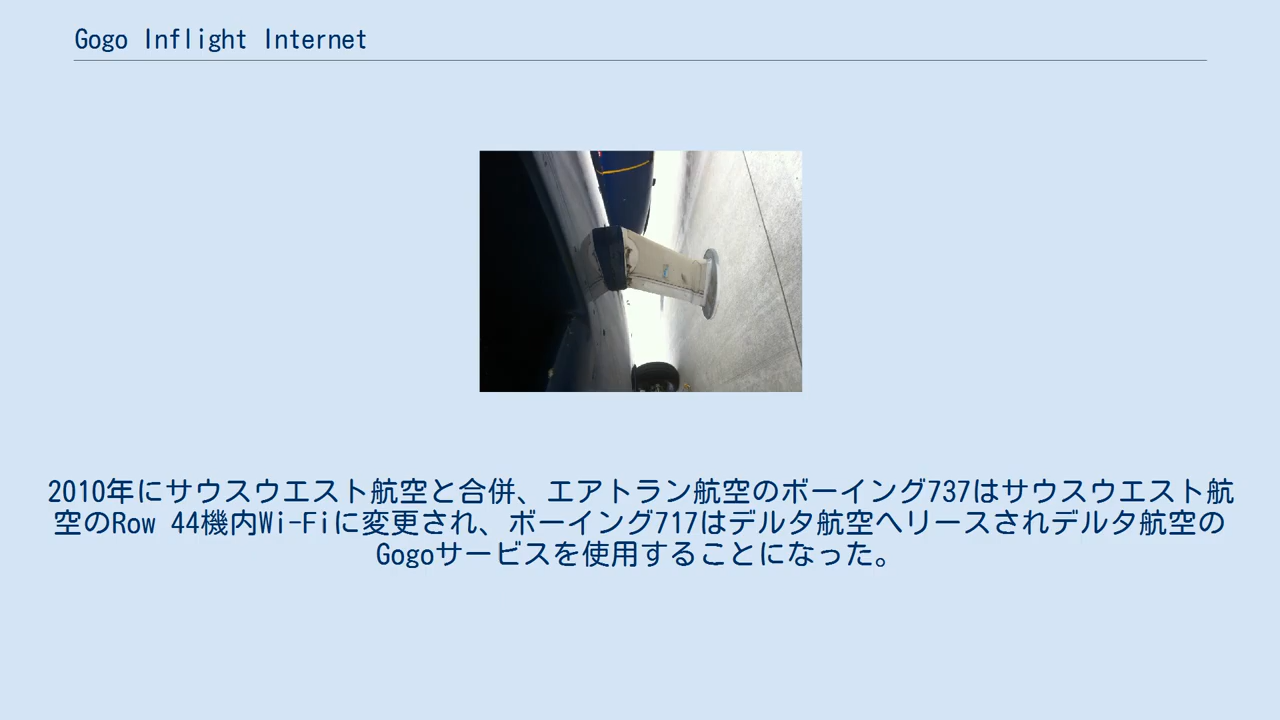 Gogo Inflight Internet
2010年にサウスウエスト航空と合併、エアトラン航空のボーイング737はサウスウエスト航
空のRow 44機内Wi-Fiに変更され、ボーイング717はデルタ航空へリースされデルタ航空の
Gogoサービスを使用することになった。